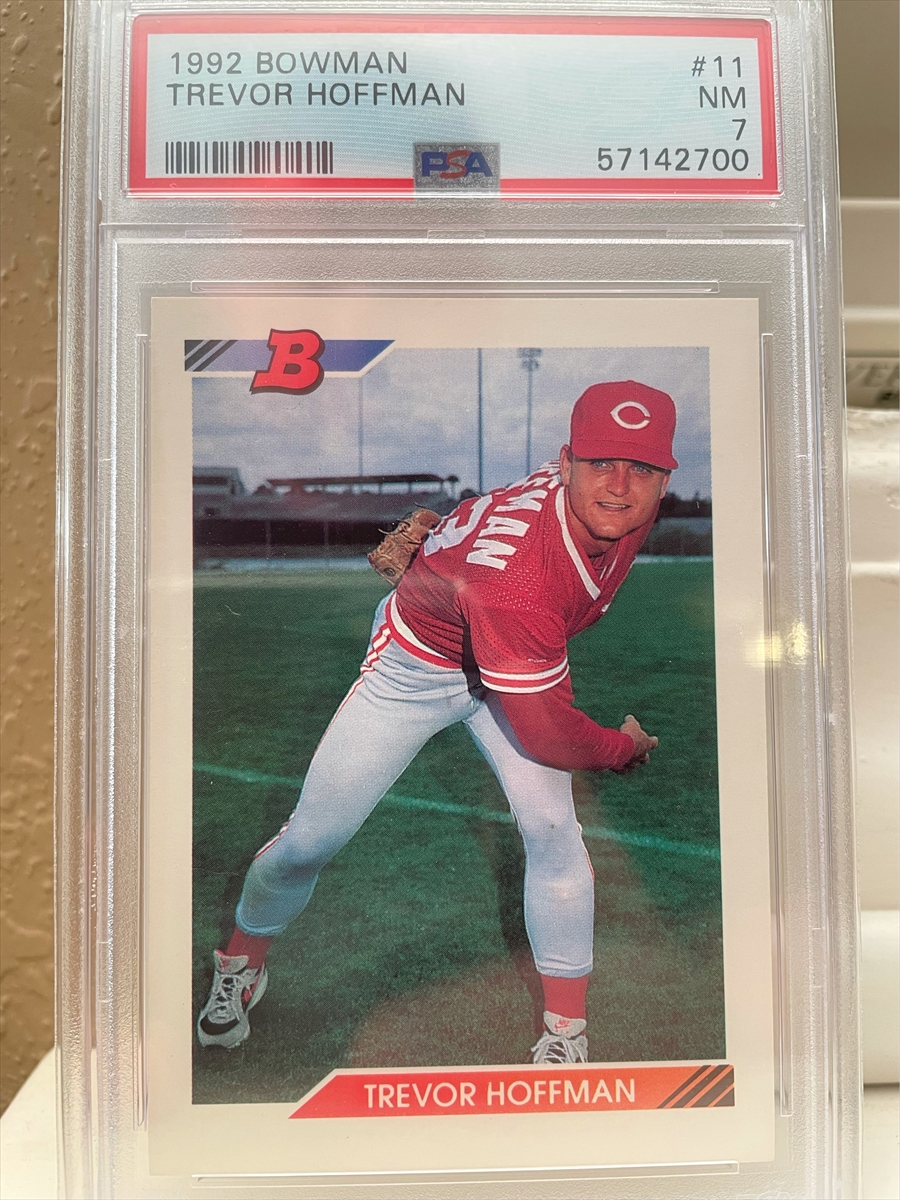 1992 BOWMAN
#11
TREVOR HOFFMAN
NM
7
PSA
57142700
B
C
TREVOR HOFFMAN